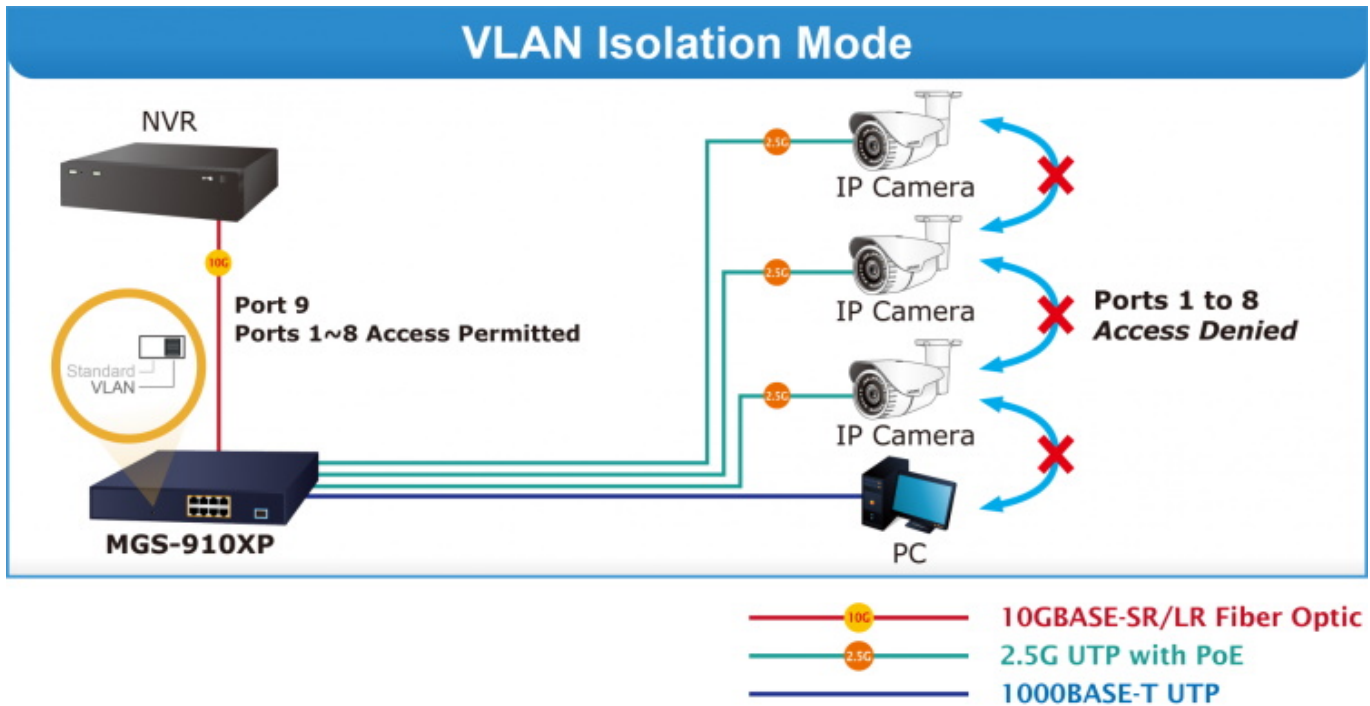 VLAN Isolation Mode
NVR
10G
Port 9
Ports 1~8 Access Permitted
Standard
VLAN
MGS-910XP
2.5G
IP Camera
2.5G
IP Camera
2.5G
IP Camera
PC
Ports 1 to 8
Access Denied
10G 10GBASE-SR/LR Fiber Optic
2.5G 2.5G UTP with PoE
1000BASE-T UTP